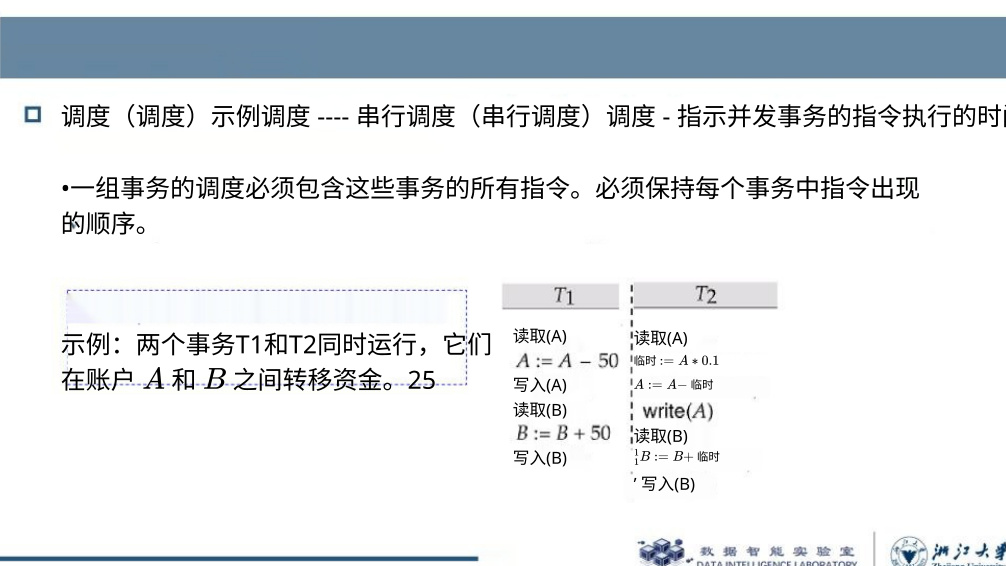 调度（调度）示例调度 ---- 串行调度（串行调度）调度 - 指示并发事务的指令执行的时
•一组事务的调度必须包含这些事务的所有指令。必须保持每个事务中指令出现
的顺序。
示例：两个事务T1和T2同时运行，它们
在账户 A 和 B 之间转移资金。25
T1
读取(A)
A := A − 50
写入(A)
读取(B)
B := B + 50
写入(B)
T2
读取(A)
临时 := A * 0.1
A := A− 临时
write(A)
读取(B)
B := B+ 临时
' 写入(B)
数据智能实验室
DATA INTELLIGENCE LABORATORY
浙江大学
Zhejiang University